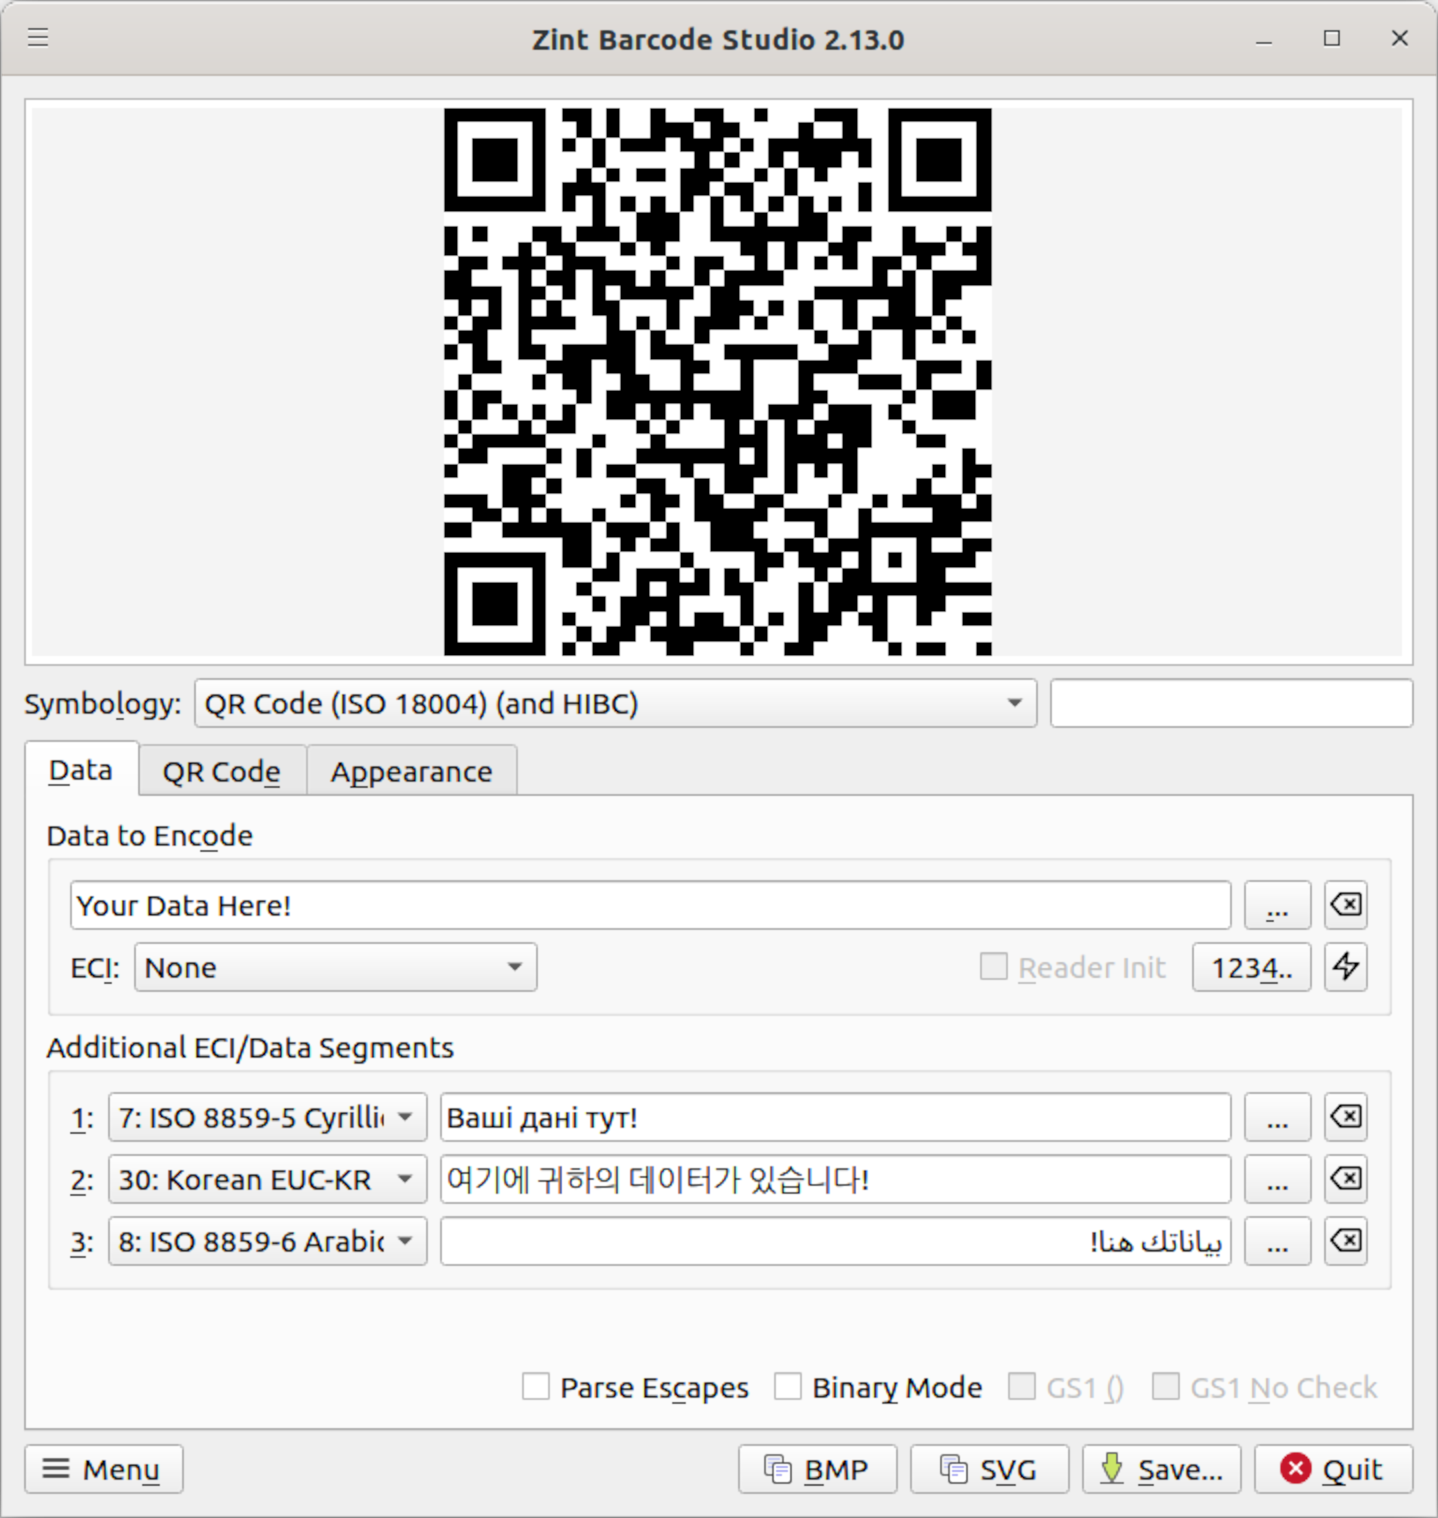 Zint Barcode Studio 2.13.0
Symbology: QR Code (ISO 18004) (and HIBC)
Data QR Code Appearance
Data to Encode
Your Data Here! ...
ECI: None Reader Init 1234..
Additional ECI/Data Segments
1: 7: ISO 8859-5 Cyrilli Ваші дані тут! ...
2: 30: Korean EUC-KR 여기에 귀하의 데이터가 있습니다! ...
3: 8: ISO 8859-6 Arabic بياناتك هنا! ...
Parse Escapes Binary Mode GS1 () GS1 No Check
Menu BMP SVG Save... Quit